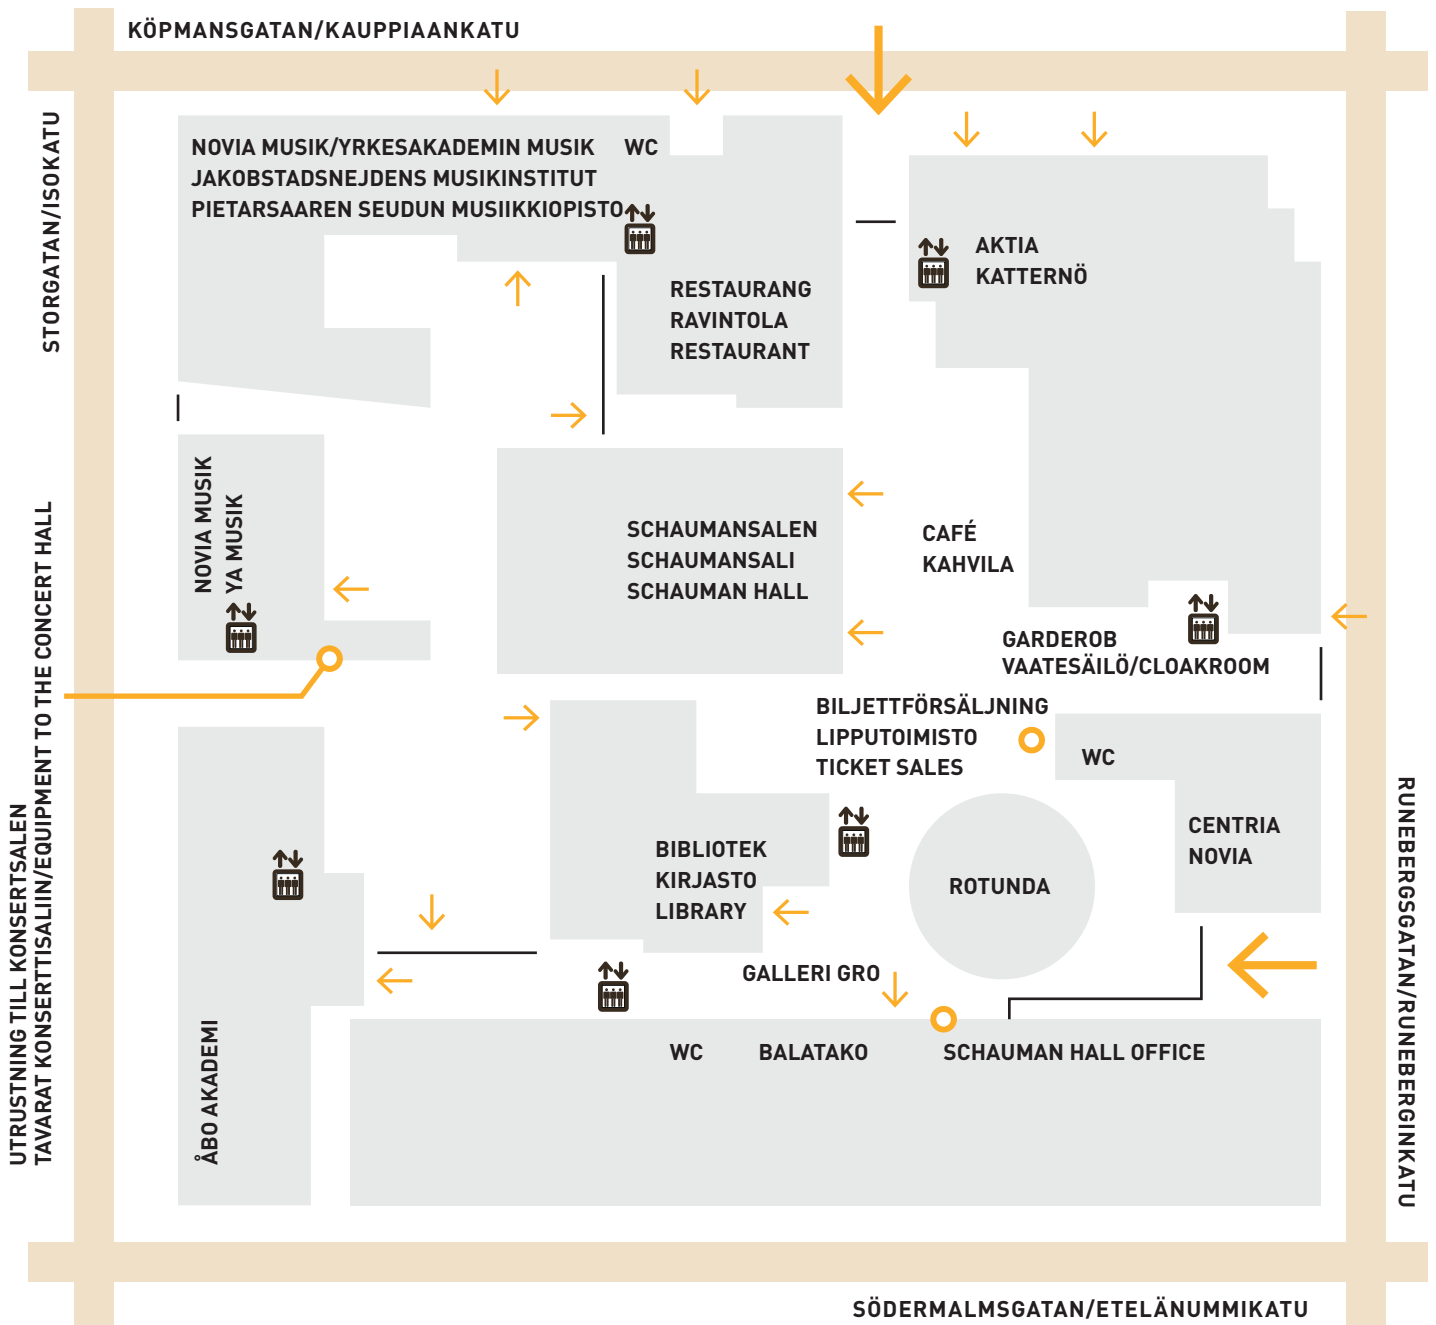 KÖPMANSGATAN/KAUPPIAANKATU
STORGATAN/ISOKATU
NOVIA MUSIK/YRKESAKADEMIN MUSIK
JAKOBSTADSNEJDENS MUSIKINSTITUT
PIETARSAAREN SEUDUN MUSIIKKIOPISTO
WC
AKTIA
KATTERNÖ
RESTAURANG
RAVINTOLA
RESTAURANT
NOVIA MUSIK
YA MUSIK
SCHAUMANSALEN
SCHAUMANSALI
SCHAUMAN HALL
CAFÉ
KAHVILA
GARDEROB
VAATESÄILÖ/CLOAKROOM
BILJETTFÖRSÄLJNING
LIPPUTOIMISTO
TICKET SALES
WC
CENTRIA
NOVIA
BIBLIOTEK
KIRJASTO
LIBRARY
ROTUNDA
GALLERI GRO
WC
BALATAKO
SCHAUMAN HALL OFFICE
ÅBO AKADEMI
UTRUSTNING TILL KONSERTSALEN
TAVARAT KONSERTTISALIIN/EQUIPMENT TO THE CONCERT HALL
RUNEBERGSGATAN/RUNEBERGINKATU
SÖDERMALMSGATAN/ETELÄNUMMIKATU